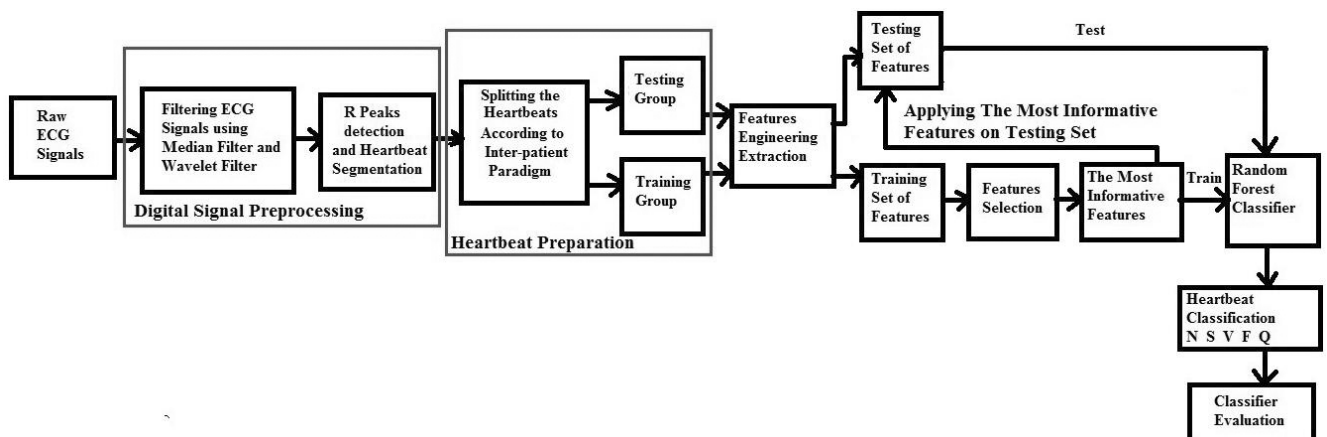 Raw
ECG
Signals
Filtering ECG
Signals using
Median Filter and
Wavelet Filter
R Peaks
detection
and Heartbeat
Segmentation
Digital Signal Preprocessing
Splitting the
Heartbeats
According to
Inter-patient
Paradigm
Testing
Group
Training
Group
Heartbeat Preparation
Features
Engineering
Extraction
Testing
Set of
Features
Test
Applying The Most Informative
Features on Testing Set
Training
Set of
Features
Features
Selection
The Most
Informative
Features
Train
Random
Forest
Classifier
Heartbeat
Classification
N S V F Q
Classifier
Evaluation